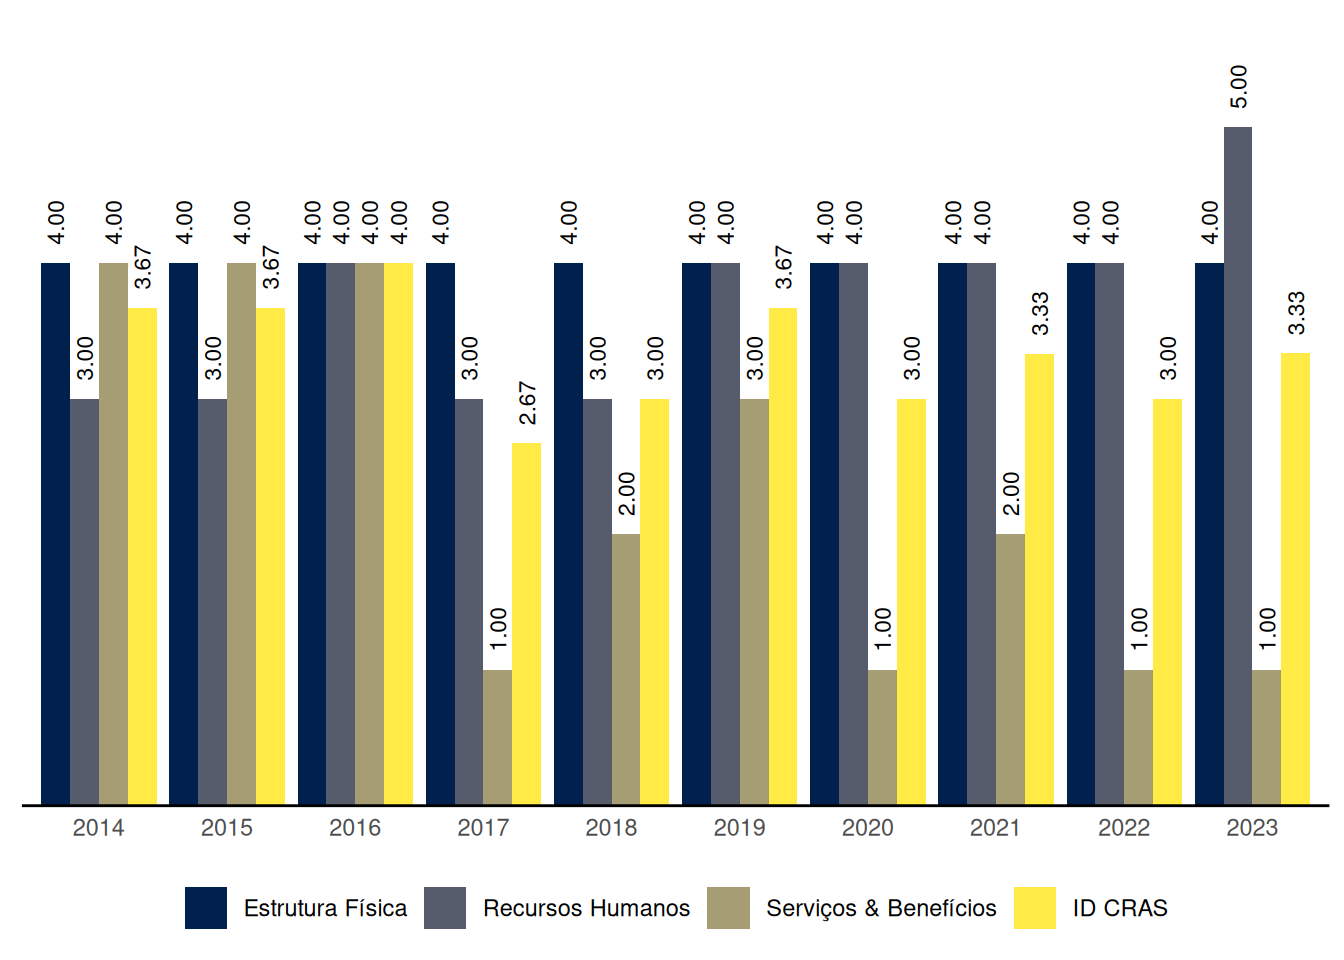 5.00
4.00 4.00 4.00 4.00 4.00 4.00 4.00 4.00 4.00 4.00 4.00 4.00 4.00 4.00 4.00 4.00 4.00 4.00
3.67 3.67 3.67
3.33 3.33
3.00 3.00 3.00 3.00 3.00 3.00 3.00 3.00
2.67
2.00 2.00
1.00 1.00 1.00 1.00
2014 2015 2016 2017 2018 2019 2020 2021 2022 2023
Estrutura Física Recursos Humanos Serviços & Benefícios ID CRAS